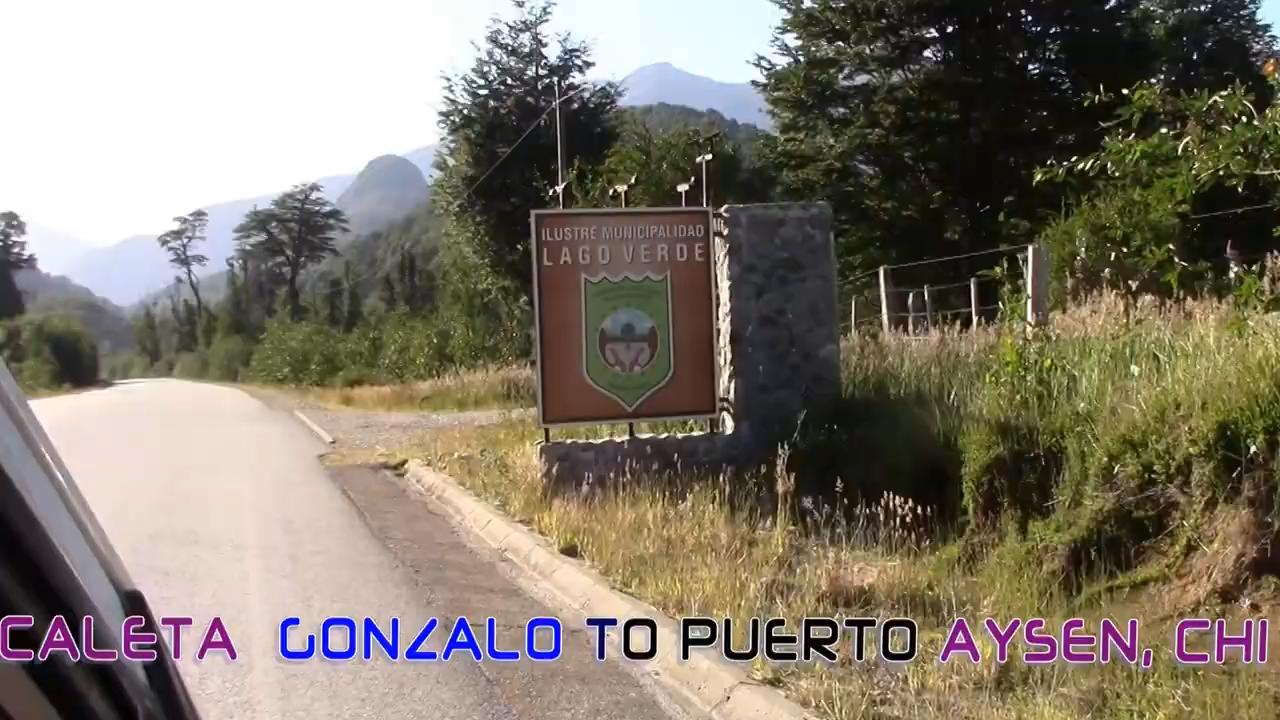 ILUSTRE MUNICIPALIDAD
LAGO VERDE
CALETA GONZALO TO PUERTO AYSEN, CHI